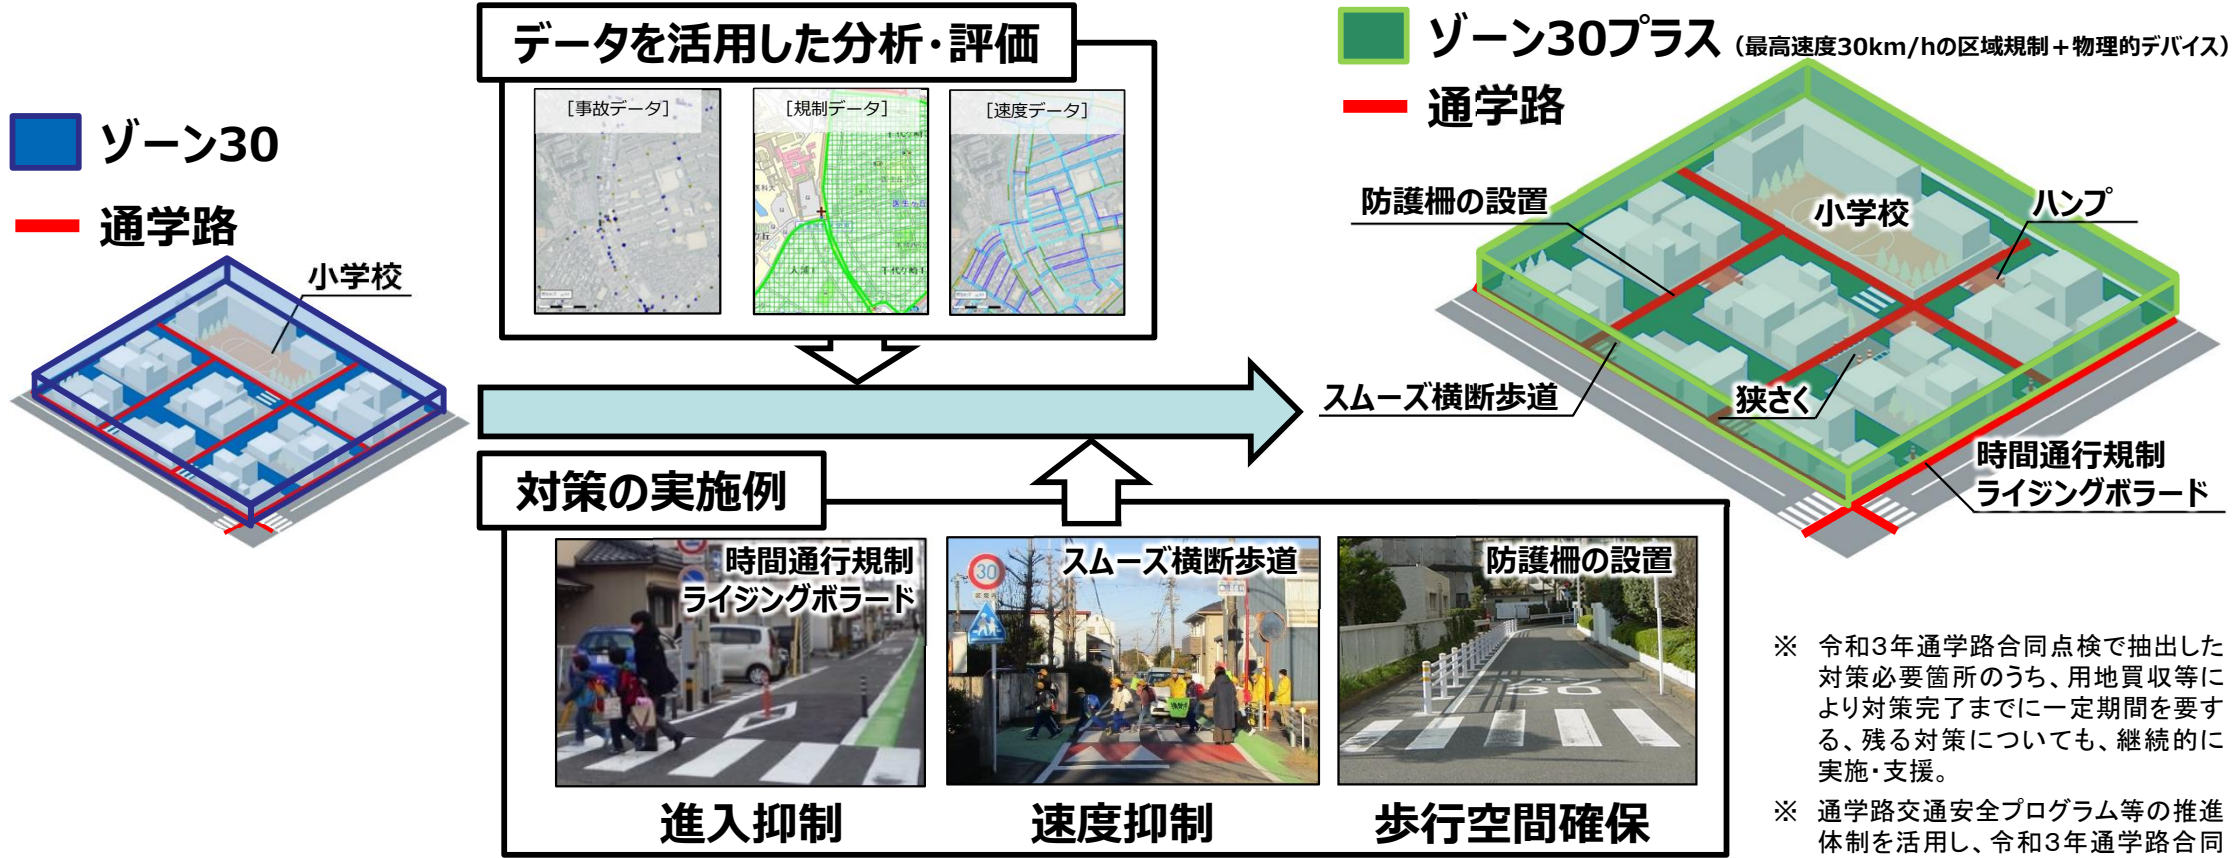 ゾーン30
通学路
小学校
データを活用した分析・評価
［事故データ］
［規制データ］
［速度データ］
対策の実施例
時間通行規制
ライジングボラード
進入抑制
スムーズ横断歩道
30
速度抑制
防護柵の設置
30
歩行空間確保
ゾーン30プラス（最高速度30km/hの区域規制＋物理的デバイス）
通学路
防護柵の設置
小学校
ハンプ
スムーズ横断歩道
狭さく
時間通行規制
ライジングボラード
※ 令和３年通学路合同点検で抽出した
対策必要箇所のうち、用地買収等に
より対策完了までに一定期間を要す
る、残る対策についても、継続的に
実施・支援。
※ 通学路交通安全プログラム等の推進
体制を活用し、令和３年通学路合同